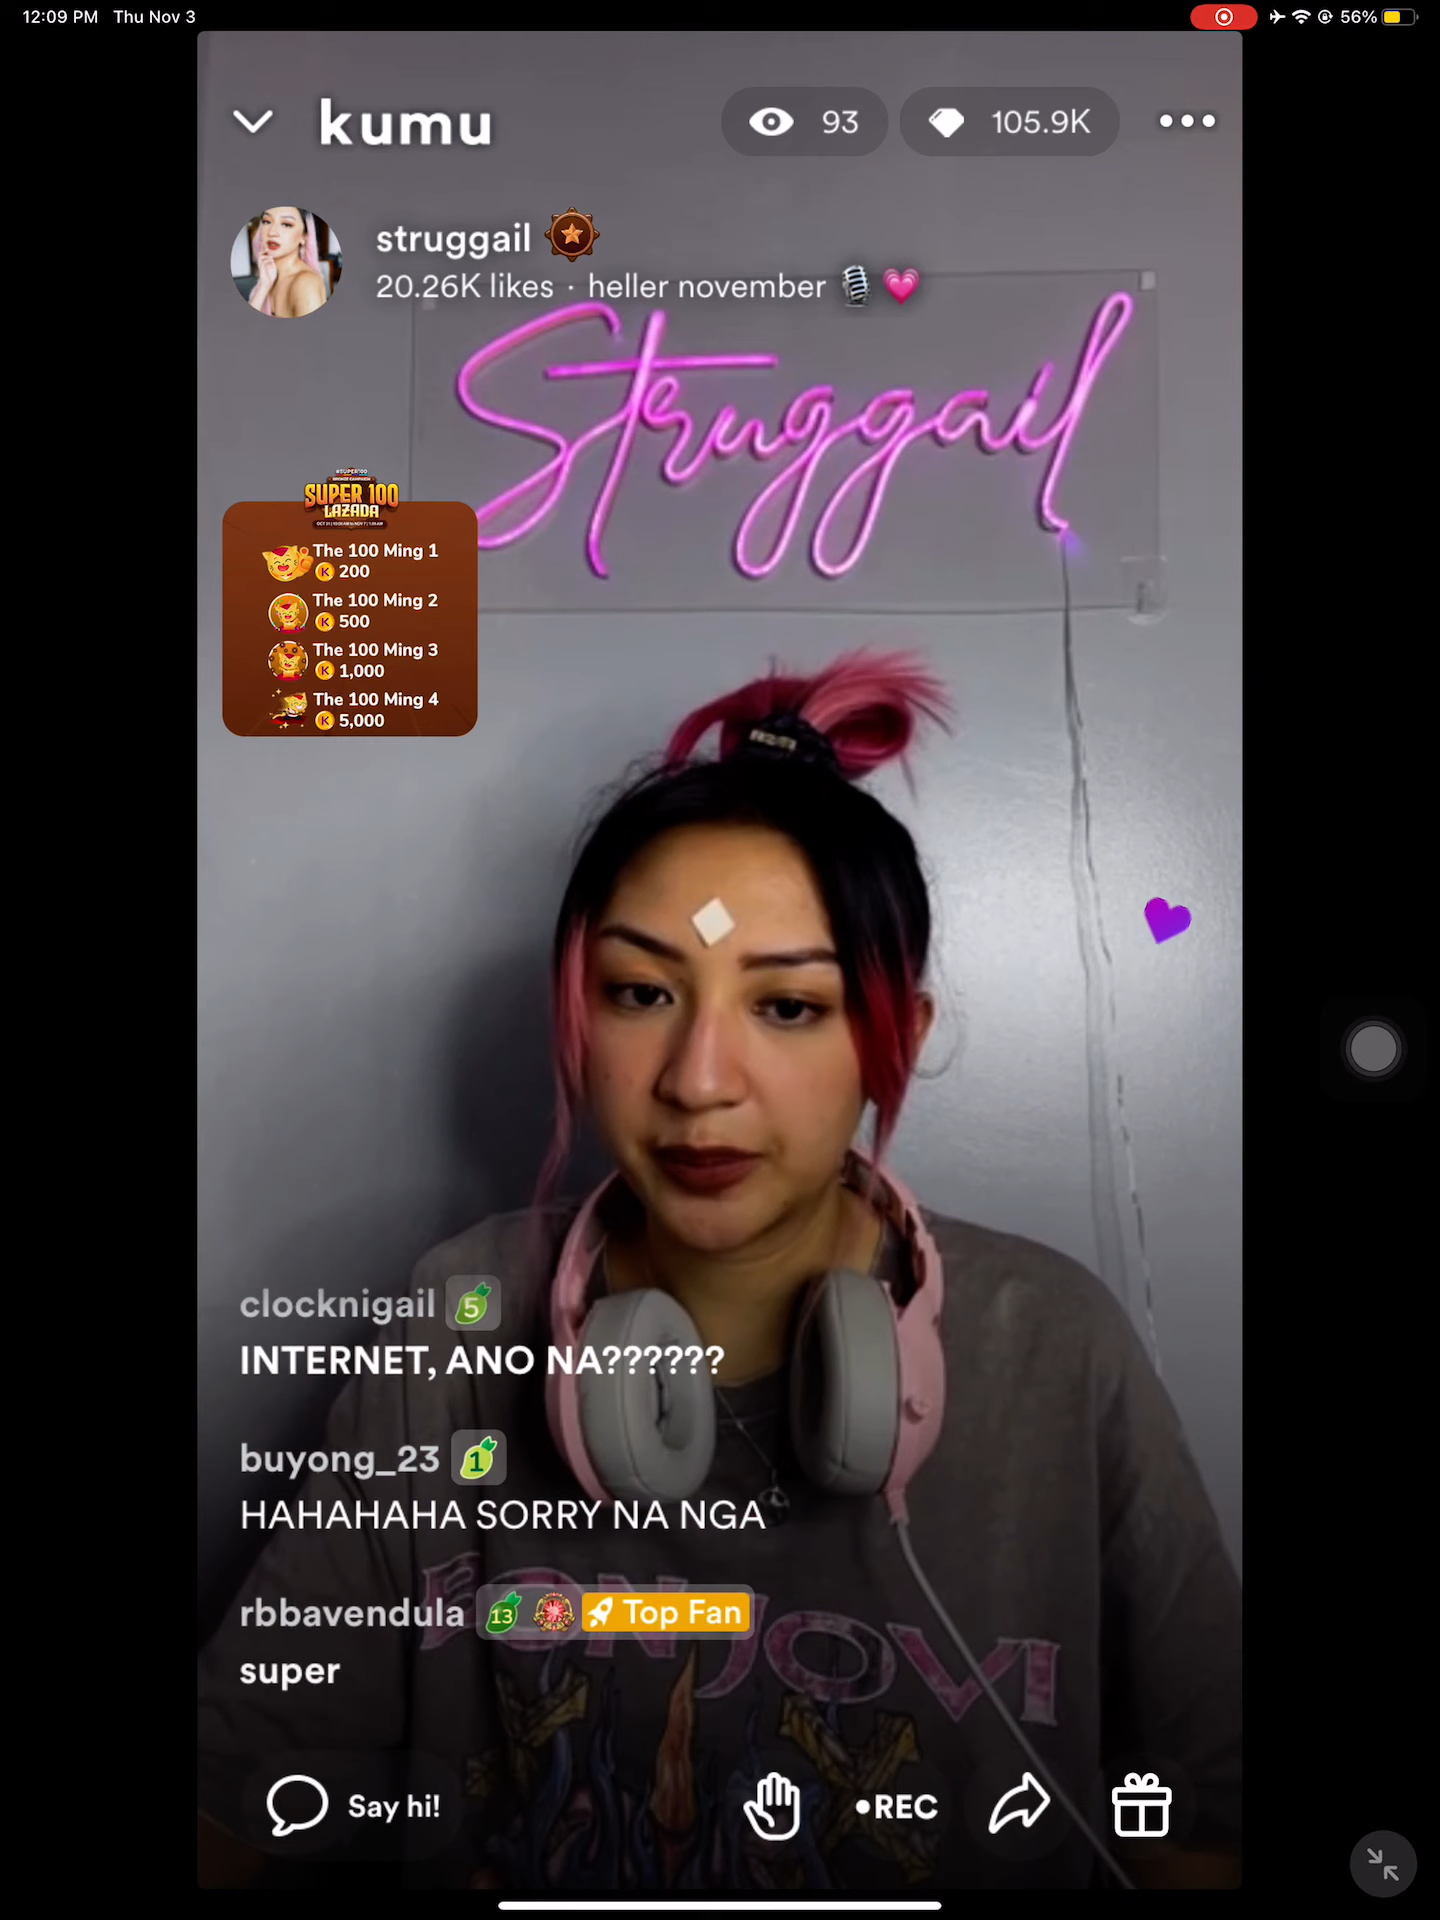 12:09 PM Thu Nov 3
56%
kumu
93
105.9K
struggail
20.26K likes · heller november
Struggail
#SUPER100
BRONZE CAMPAIGN
SUPER 100
LAZADA
The 100 Ming 1
K 200
The 100 Ming 2
K 500
The 100 Ming 3
K 1,000
The 100 Ming 4
K 5,000
clocknigail 5
INTERNET, ANO NA??????
buyong_23 1
HAHAHAHA SORRY NA NGA
rbbavendula 13 Top Fan
super
BON JOVI
Say hi!
•REC